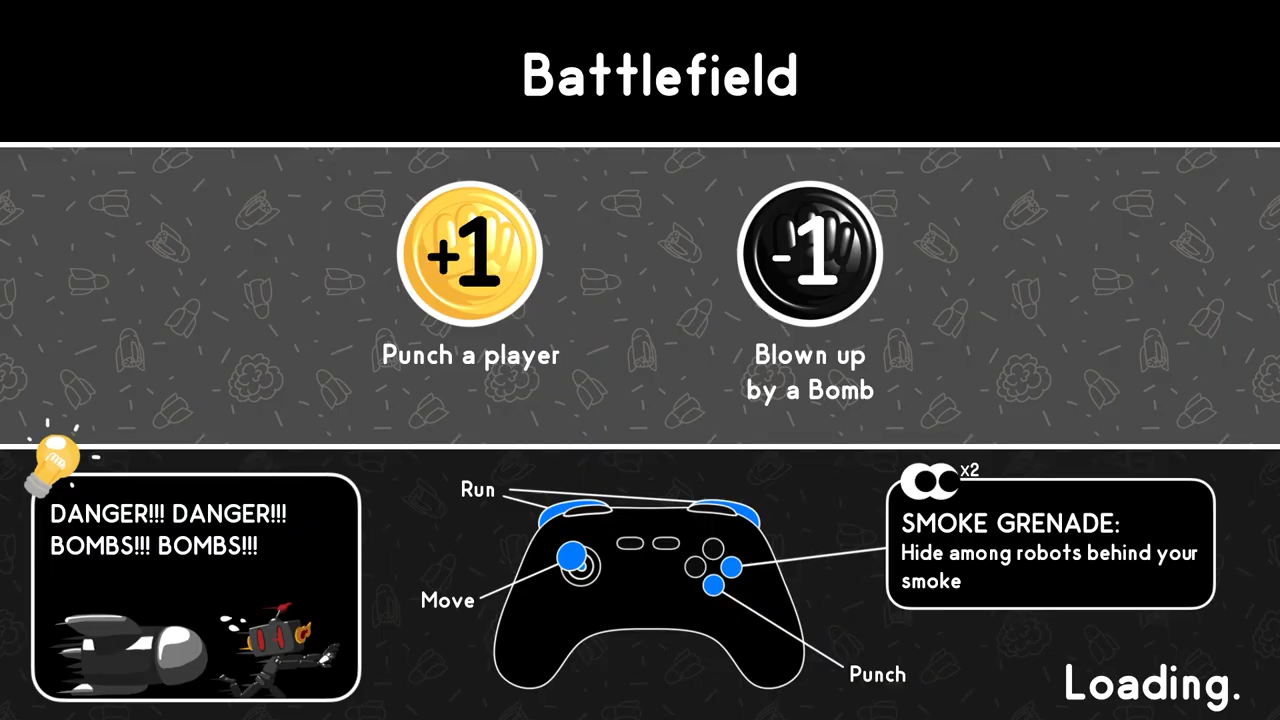 Battlefield
+1
-1
Punch a player
Blown up
by a Bomb
DANGER!!! DANGER!!!
BOMBS!!! BOMBS!!!
Run
Move
Punch
x2
SMOKE GRENADE:
Hide among robots behind your
smoke
Loading.